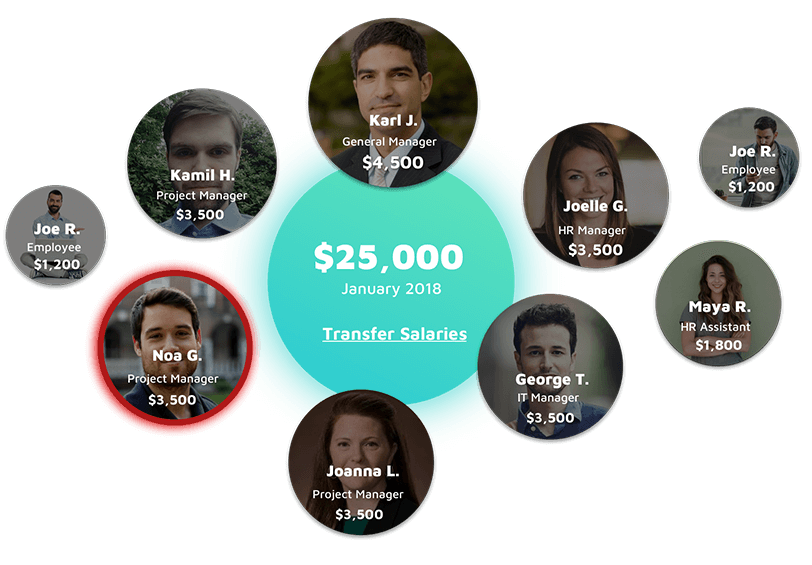 Karl J.
General Manager
$4,500
Kamil H.
Project Manager
$3,500
Joe R.
Employee
$1,200
Joelle G.
HR Manager
$3,500
Joe R.
Employee
$1,200
$25,000
January 2018
Transfer Salaries
Maya R.
HR Assistant
$1,800
Noa G.
Project Manager
$3,500
George T.
IT Manager
$3,500
Joanna L.
Project Manager
$3,500